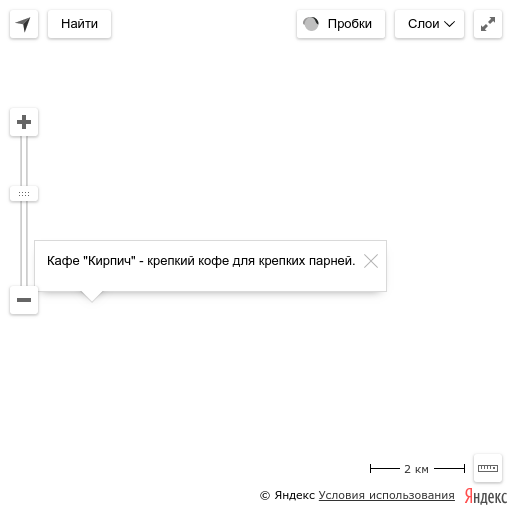 Найти
Пробки
Слои
Кафе "Кирпич" - крепкий кофе для крепких парней.
2 км
© Яндекс Условия использования
Яндекс